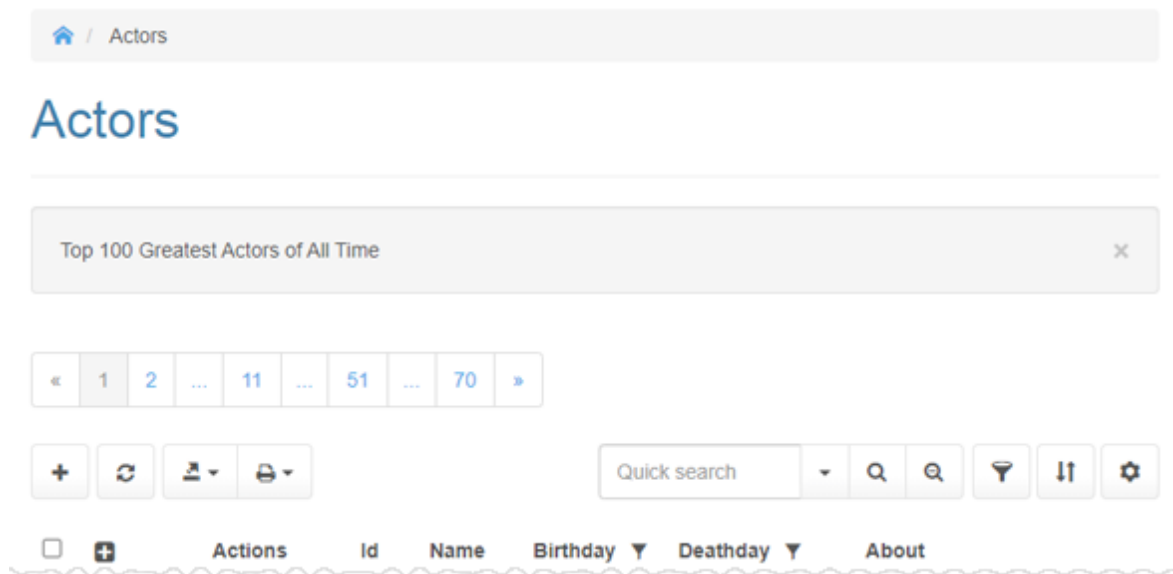 / Actors
Actors
Top 100 Greatest Actors of All Time ×
« 1 2 ... 11 ... 51 ... 70 »
Quick search
Actions Id Name Birthday Deathday About